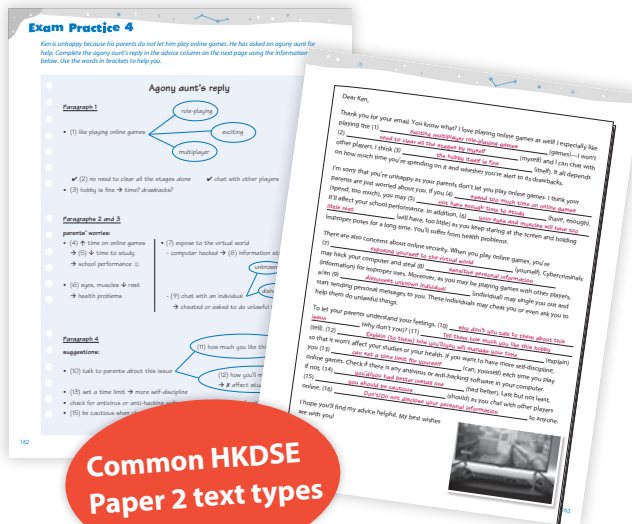 Exam Practice 4
Ken is unhappy because his parents do not let him play online games. He has asked an agony aunt for
help. Complete the agony aunt's reply in the advice column on the next page using the information
below. Use the words in brackets to help you.
Agony aunt's reply
Paragraph 1
role-playing
• (1) like playing online games
exciting
multiplayer
✔ (2) no need to clear all the stages alone ✔ chat with other players
• (3) hobby is fine → time? drawbacks?
Paragraphs 2 and 3
parents' worries:
• (4) ↑ time on online games
→ (5) ↓ time to study
→ school performance ☹
• (6) eyes, muscles ↓ rest
→ health problems
• (7) expose to the virtual world
- computer hacked → (8) information
unknown
- (9) chat with an individual
→ cheated or asked to do unlawful
Paragraph 4
suggestions:
(11) how much you like
• (10) talk to parents about this issue
(12) how you'll
→ ✗ affect
• (13) set a time limit → more self-discipline
• check for antivirus or anti-hacking
• (15) be cautious when
162
Common HKDSE
Paper 2 text types
Dear Ken,
Thank you for your email. You know what? I love playing online games as well! I especially like
playing the (1) exciting multiplayer role-playing games (games)—I won't
(2) need to clear all the stages by myself (myself) and I can chat with
other players. I think (3) the hobby itself is fine (itself). It all depends
on how much time you're spending on it and whether you're alert to its drawbacks.
I'm sorry that you're unhappy as your parents don't let you play online games. I think your
parents are just worried about you. If you (4) spend too much time on online games
(spend, too much), you may (5) not have enough time to study (have, enough).
It'll affect your school performance. In addition, (6) your eyes and muscles will have too
little rest (will have, too little) as you keep staring at the screen and holding
improper poses for a long time. You'll suffer from health problems.
There are also concerns about online security. When you play online games, you're
(7) exposing yourself to the virtual world (yourself). Cybercriminals
may hack your computer and steal (8) sensitive personal information
(information) for improper uses. Moreover, as you may be playing games with other players,
a/an (9) dishonest unknown individual (individual) may single you out and
start sending personal messages to you. These individuals may cheat you or even ask you to
help them do unlawful things.
To let your parents understand your feelings, (10) why don't you talk to them about this
issue (why don't you)? (11) Tell them how much you like this hobby
(tell). (12) Explain (to them) how you'll/you will manage your time (explain)
so that it won't affect your studies or your health. If you want to have more self-discipline,
you (13) can set a time limit for yourself (can, yourself) each time you play
online games. Check if there is any antivirus or anti-hacking software in your computer.
If not, (14) you'd/you had better install one (had better). Last but not least,
(15) you should be cautious (should) as you chat with other players
online. (16) Don't/Do not disclose your personal information to anyone.
I hope you'll find my advice helpful. My best wishes
are with you!